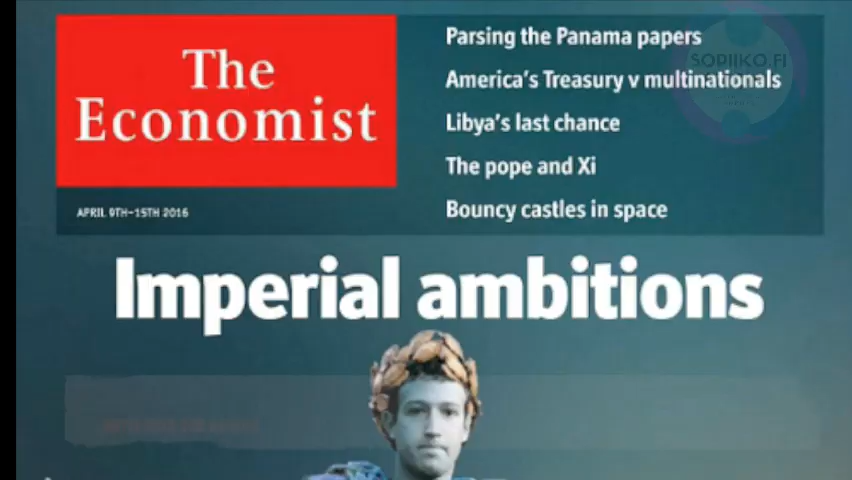 The
Economist
APRIL 9TH–15TH 2016
Parsing the Panama papers
America's Treasury v multinationals
Libya's last chance
The pope and Xi
Bouncy castles in space
SOPIIKO.FI
Imperial ambitions